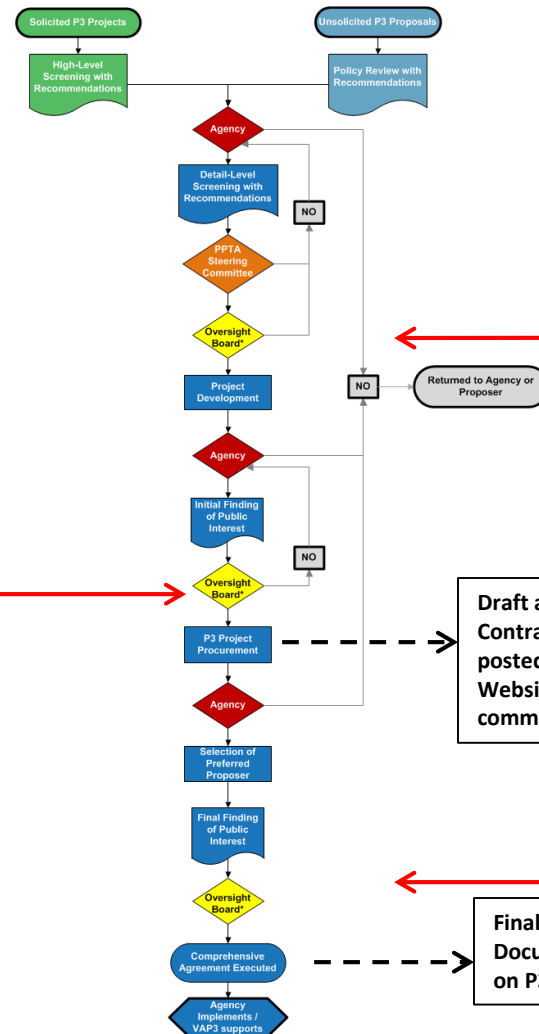 Solicited P3 Projects
Unsolicited P3 Proposals
High-Level
Screening with
Recommendations
Policy Review with
Recommendations
Agency
Detail-Level
Screening with
Recommendations
NO
PPTA
Steering
Committee
Oversight
Board*
Project
Development
NO
Returned to Agency or
Proposer
Agency
Initial Finding
of Public
Interest
NO
Oversight
Board*
P3 Project
Procurement
Draft a
Contra
posted
Websi
comm
Agency
Selection of
Preferred
Proposer
Final Finding
of Public
Interest
Oversight
Board*
Final
Docu
on P3
Comprehensive
Agreement Executed
Agency
Implements /
VAP3 supports